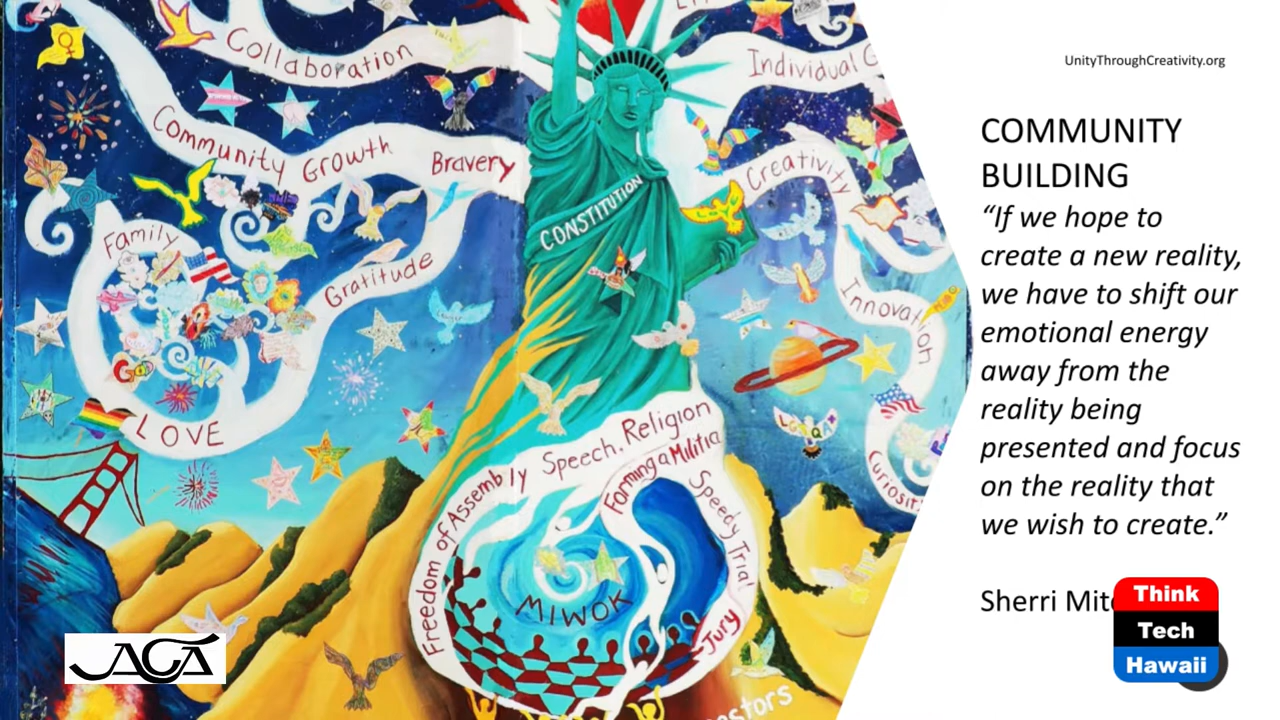 UnityThroughCreativity.org
COMMUNITY
BUILDING
“If we hope to
create a new reality,
we have to shift our
emotional energy
away from the
reality being
presented and focus
on the reality that
we wish to create.”
Sherri
Think
Tech
Hawaii
JAGA
Collaboration
Individual
Community Growth
Bravery
Creativity
CONSTITUTION
Family
Gratitude
Innovation
LOVE
Freedom of Assembly Speech, Religion
Forming a Militia
Speedy Trial
Jury
MIWOK